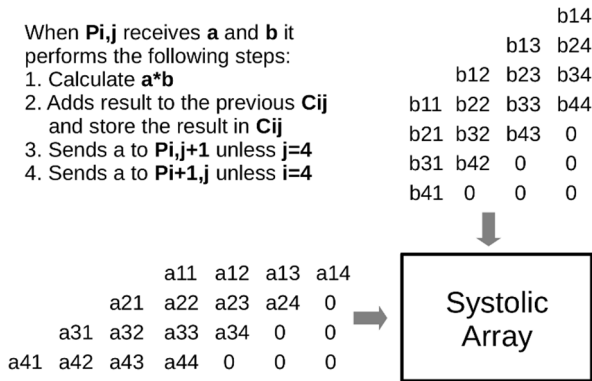 When Pi,j receives a and b it
performs the following steps:
1. Calculate a*b
2. Adds result to the previous Cij
and store the result in Cij
3. Sends a to Pi,j+1 unless j=4
4. Sends a to Pi+1,j unless i=4
b14
b13 b24
b12 b23 b34
b11 b22 b33 b44
b21 b32 b43 0
b31 b42 0 0
b41 0 0 0
a11 a12 a13 a14
a21 a22 a23 a24 0
a31 a32 a33 a34 0 0
a41 a42 a43 a44 0 0 0
Systolic
Array